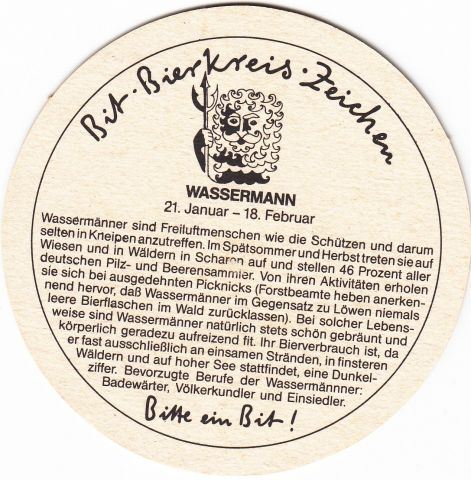 Bit·Bierkreis·Zeichen
WASSERMANN
21. Januar – 18. Februar
Wassermänner sind Freiluftmenschen wie die Schützen und darum
selten in Kneipen anzutreffen. Im Spätsommer und Herbst treten sie auf
Wiesen und in Wäldern in Scharen auf und stellen 46 Prozent aller
deutschen Pilz- und Beerensammler. Von ihren Aktivitäten erholen
sie sich bei ausgedehnten Picknicks (Forstbeamte heben anerken-
nend hervor, daß Wassermänner im Gegensatz zu Löwen niemals
leere Bierflaschen im Wald zurücklassen). Bei solcher Lebens-
weise sind Wassermänner natürlich stets schön gebräunt und
körperlich geradezu aufreizend fit. Ihr Bierverbrauch ist, da
er fast ausschließlich an einsamen Stränden, in finsteren
Wäldern und auf hoher See stattfindet, eine Dunkel-
ziffer. Bevorzugte Berufe der Wassermännner:
Badewärter, Völkerkundler und Einsiedler.
Bitte ein Bit!